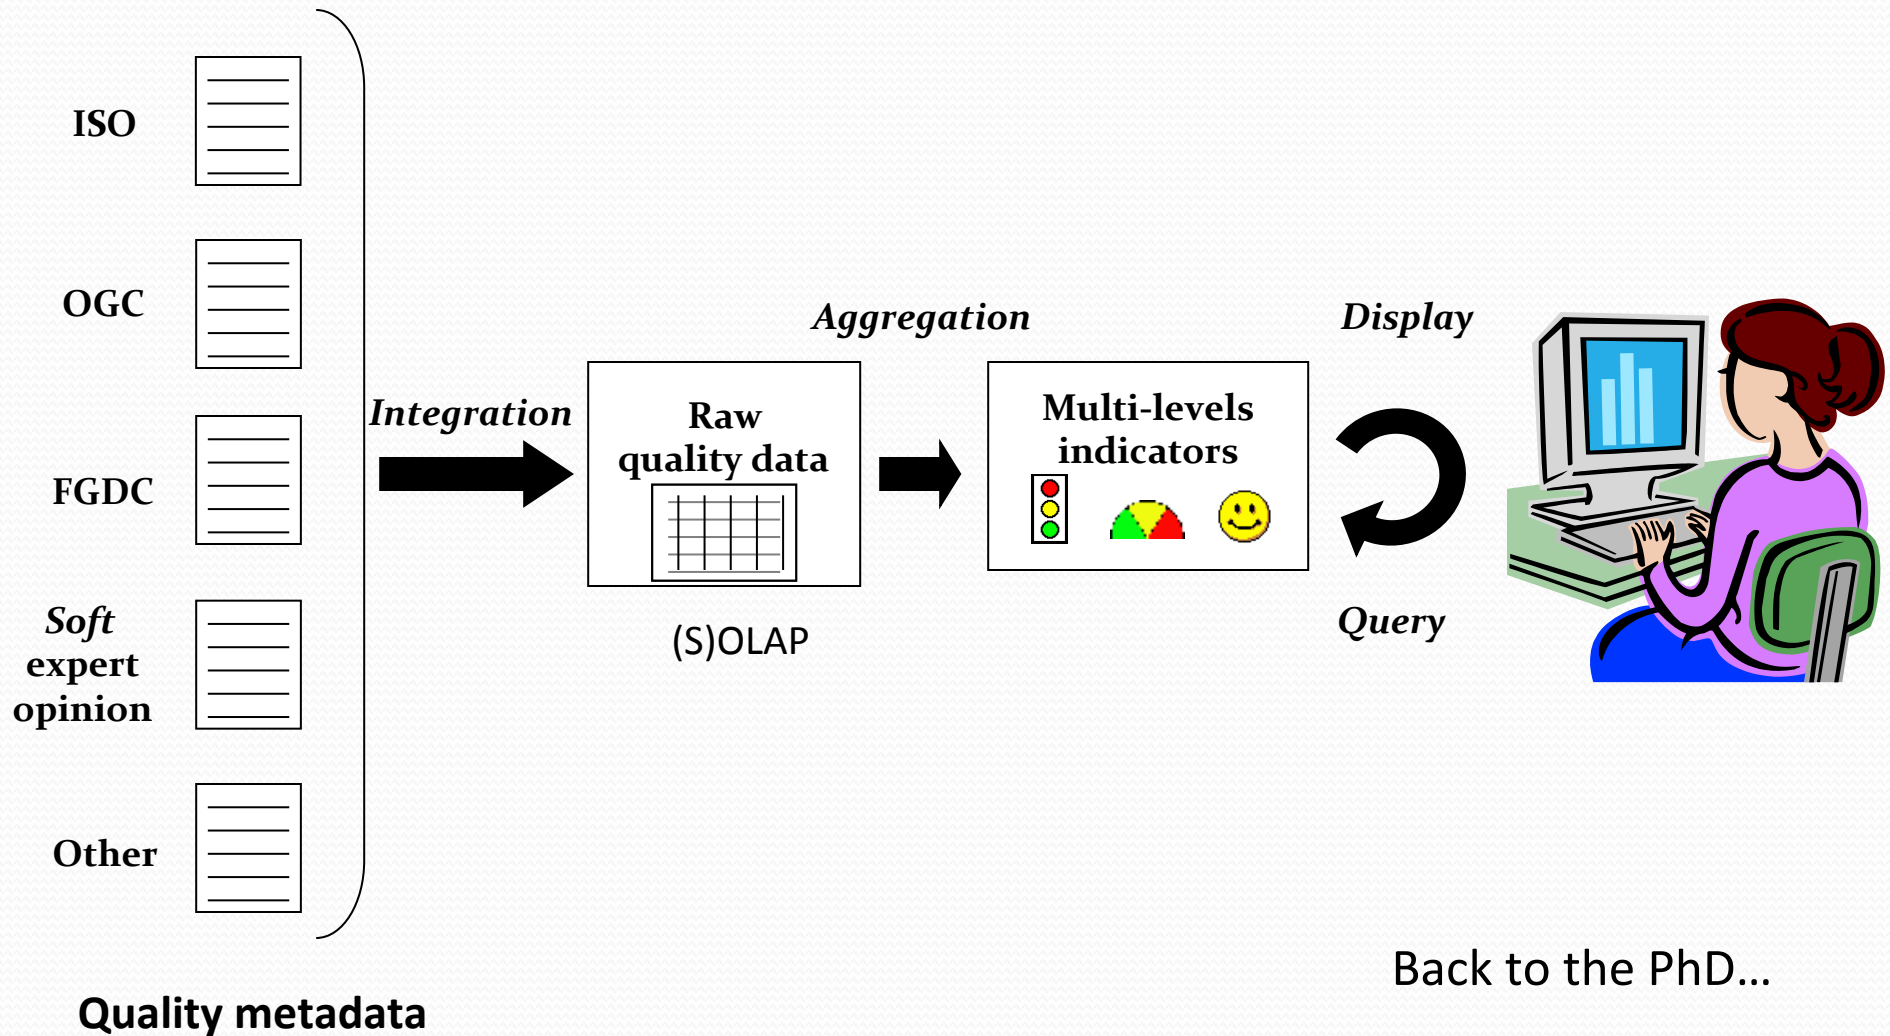 ISO
OGC
FGDC
Soft
expert
opinion
Other
Quality metadata
Integration
Raw
quality data
(S)OLAP
Aggregation
Multi-levels
indicators
Display
Query
Back to the PhD...